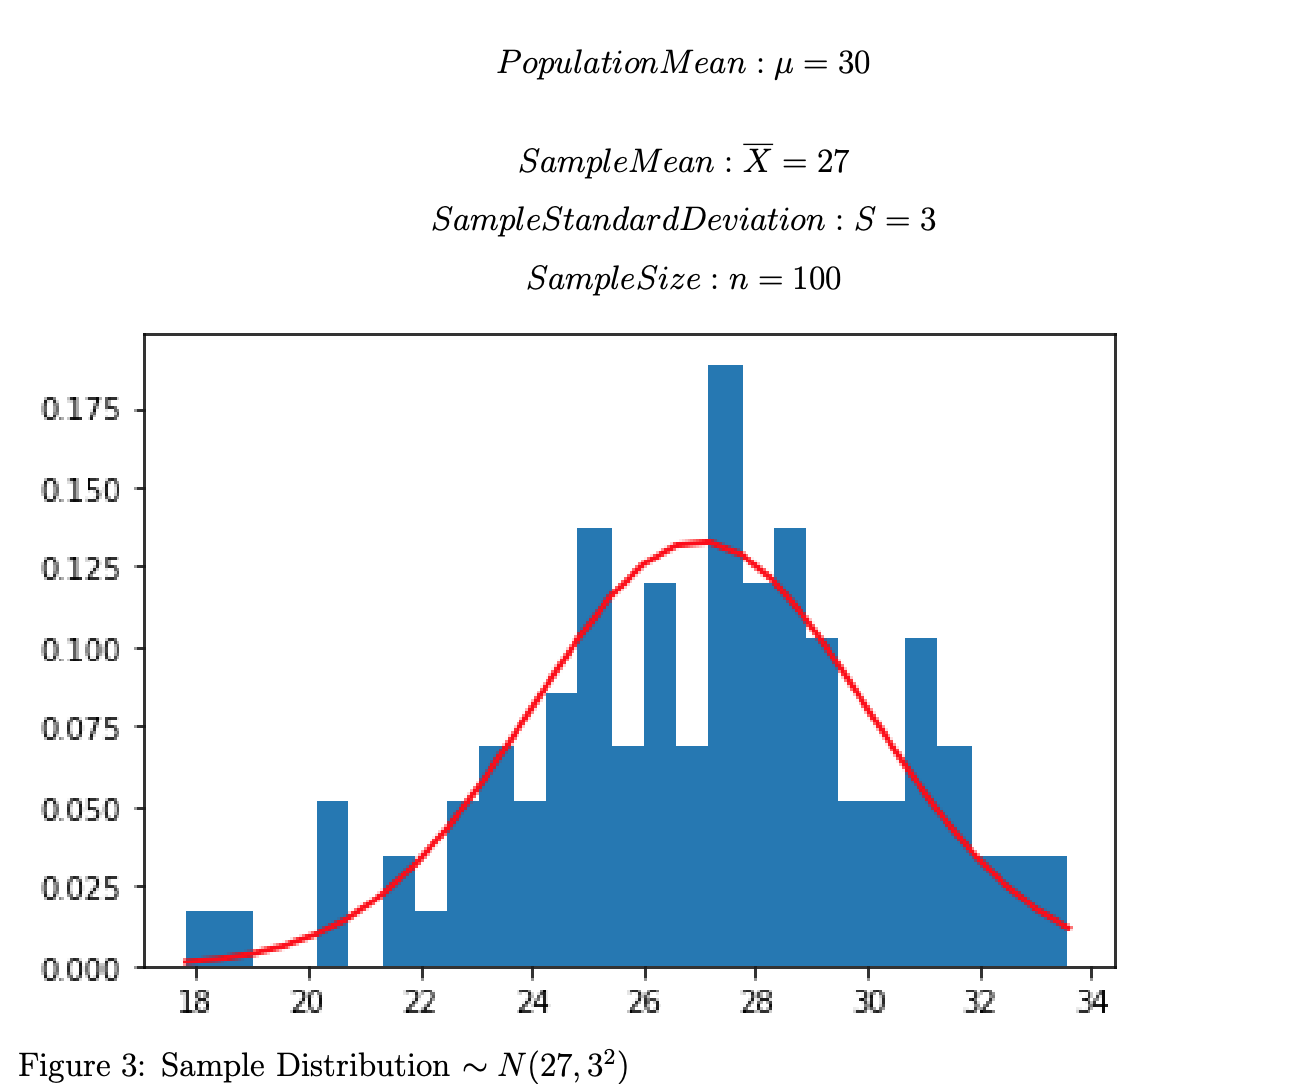 PopulationMean : μ = 30
SampleMean : X̅ = 27
SampleStandardDeviation : S = 3
SampleSize : n = 100
0.175
0.150
0.125
0.100
0.075
0.050
0.025
0.000
18 20 22 24 26 28 30 32 34
Figure 3: Sample Distribution ∼ N(27, 3²)